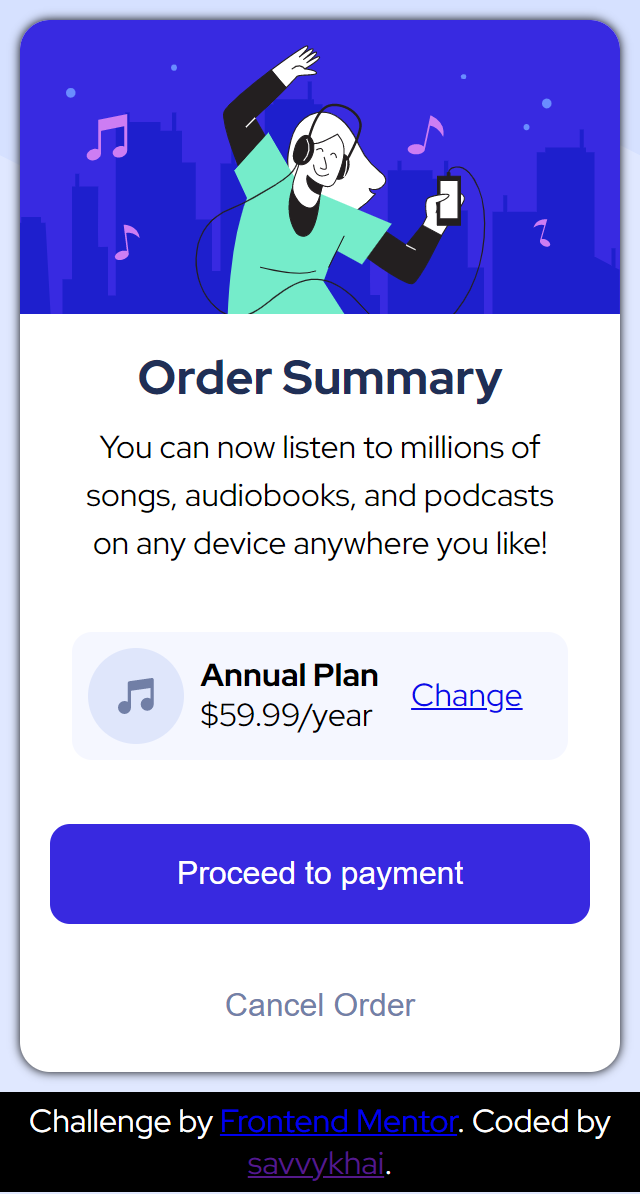 Order Summary
You can now listen to millions of
songs, audiobooks, and podcasts
on any device anywhere you like!
Annual Plan
$59.99/year
Change
Proceed to payment
Cancel Order
Challenge by Frontend Mentor. Coded by
savvykhai.